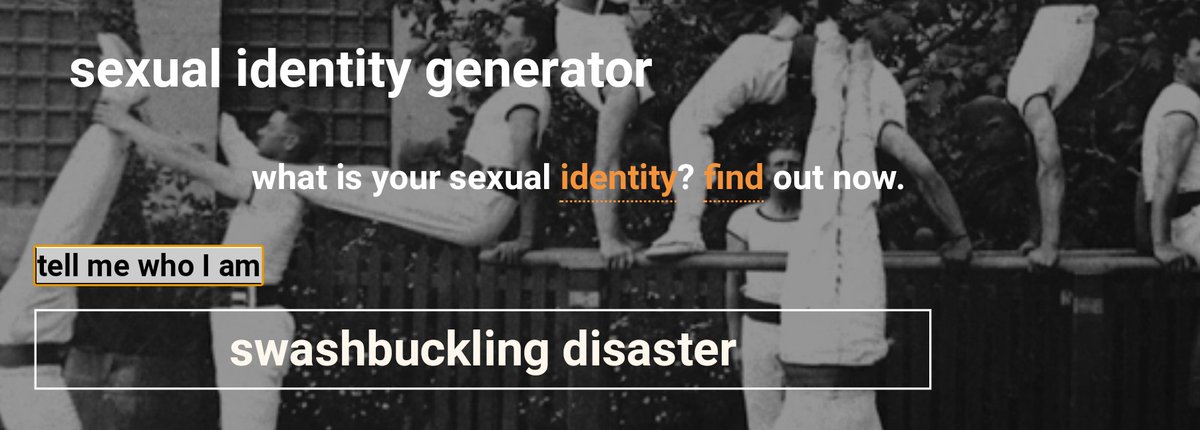 sexual identity generator
what is your sexual identity? find out now.
tell me who I am
swashbuckling disaster